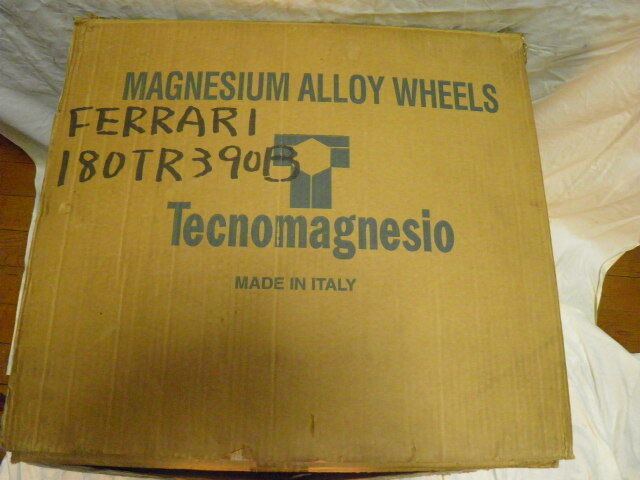 MAGNESIUM ALLOY WHEELS
FERRARI
180TR390B
Tecnomagnesio
MADE IN ITALY